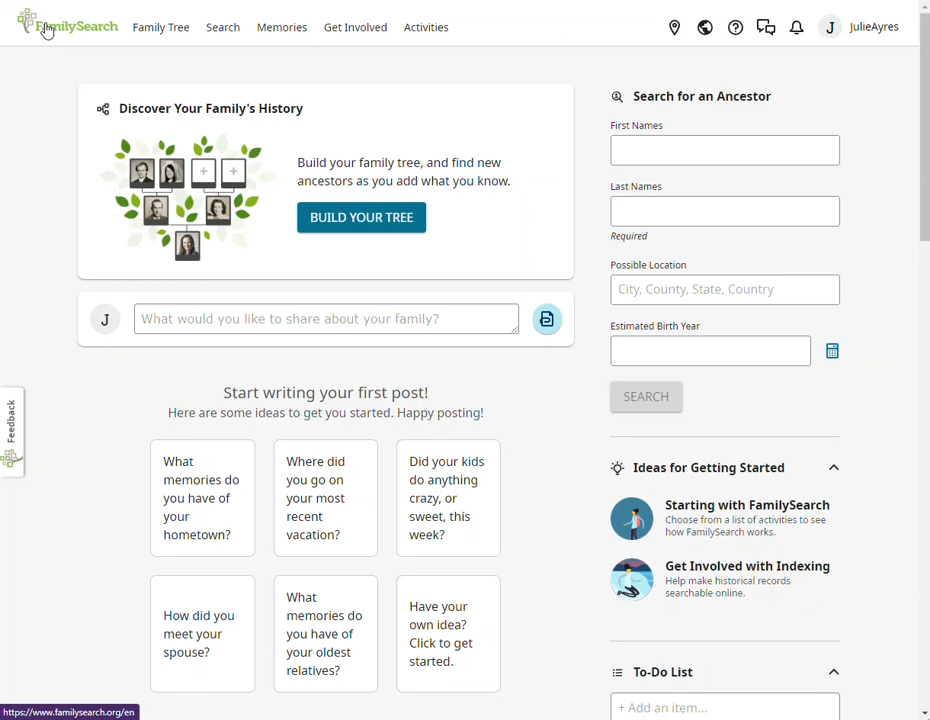 FamilySearch Family Tree Search Memories Get Involved Activities J JulieAyres
Discover Your Family's History
Build your family tree, and find new
ancestors as you add what you know.
BUILD YOUR TREE
J What would you like to share about your family?
Start writing your first post!
Here are some ideas to get you started. Happy posting!
What
memories do
you have of
your
hometown?
Where did
you go on
your most
recent
vacation?
Did your kids
do anything
crazy, or
sweet, this
week?
How did you
meet your
spouse?
What
memories do
you have of
your oldest
relatives?
Have your
own idea?
Click to get
started.
Search for an Ancestor
First Names
Last Names
Required
Possible Location
City, County, State, Country
Estimated Birth Year
SEARCH
Ideas for Getting Started
Starting with FamilySearch
Choose from a list of activities to see
how FamilySearch works.
Get Involved with Indexing
Help make historical records
searchable online.
To-Do List
+ Add an item...
Feedback
https://www.familysearch.org/en